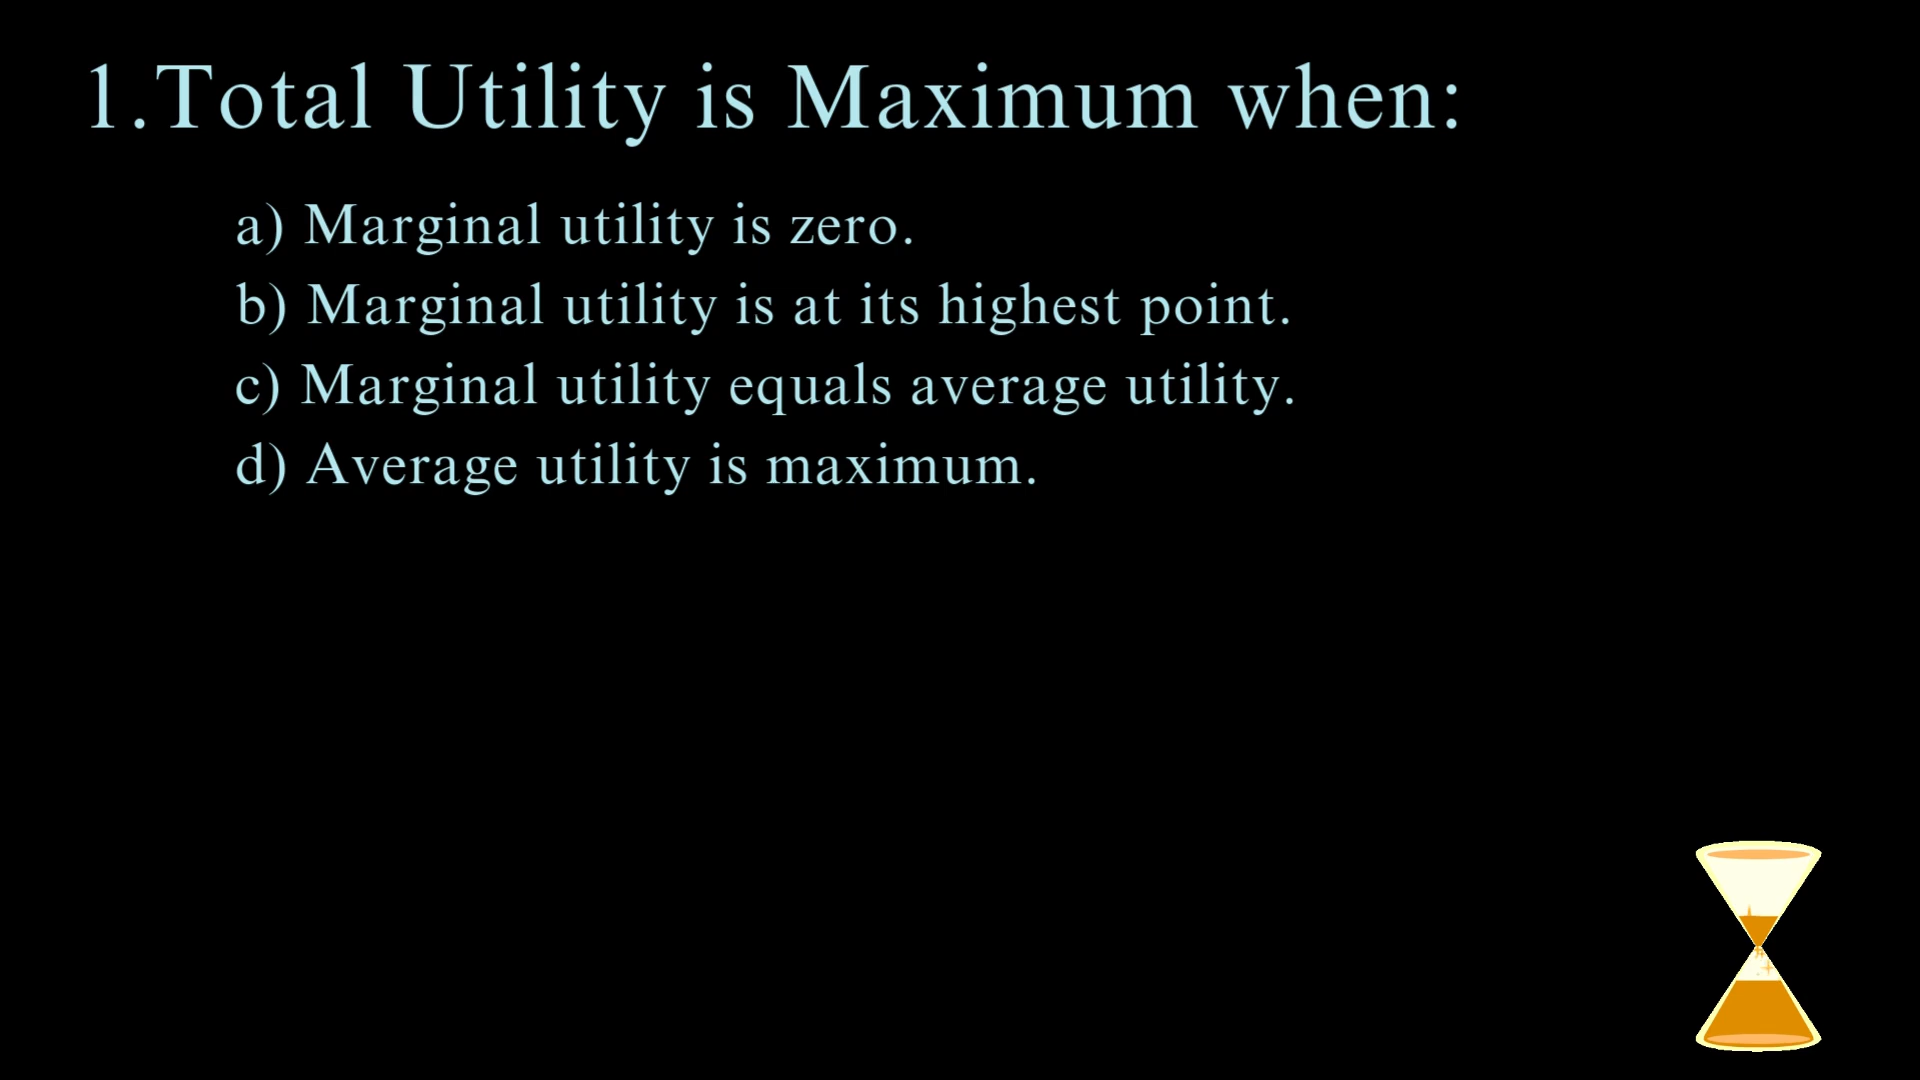 1.Total Utility is Maximum when:
a) Marginal utility is zero.
b) Marginal utility is at its highest point.
c) Marginal utility equals average utility.
d) Average utility is maximum.